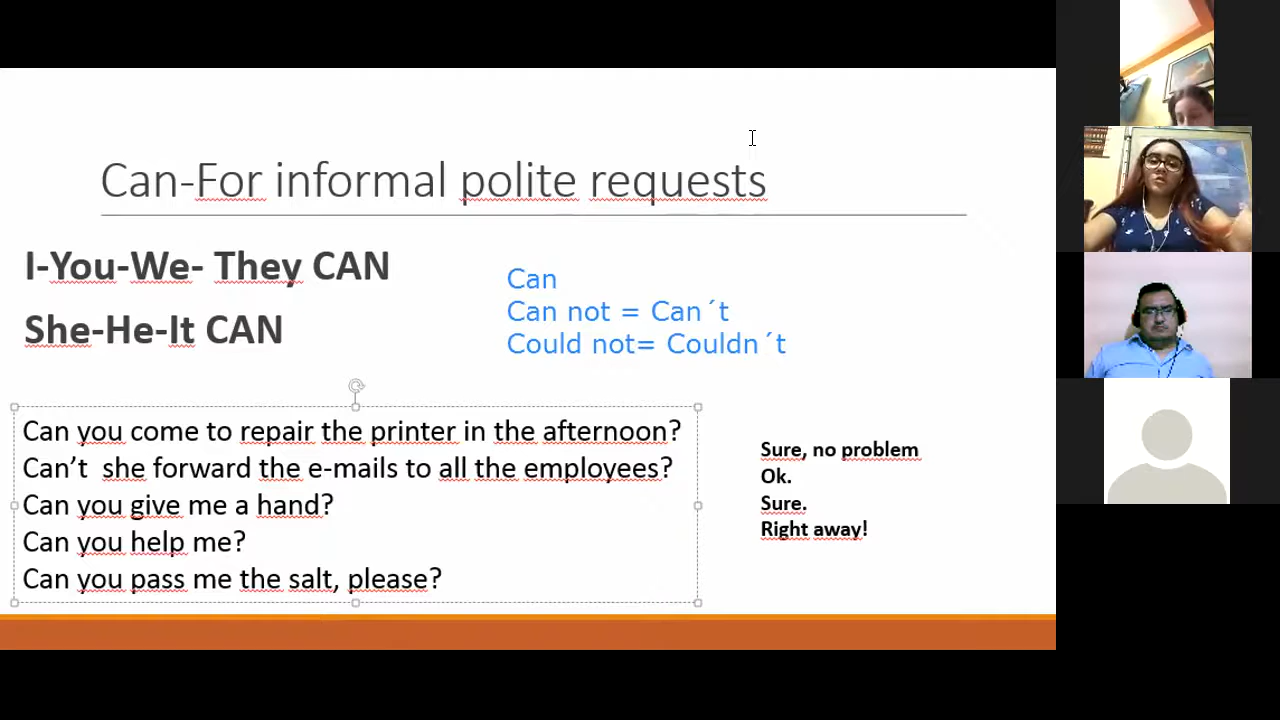 Can-For informal polite requests
I-You-We- They CAN
She-He-It CAN
Can
Can not = Can´t
Could not= Couldn´t
Can you come to repair the printer in the afternoon?
Can’t  she forward the e-mails to all the employees?
Can you give me a hand?
Can you help me?
Can you pass me the salt, please?
Sure, no problem
Ok.
Sure.
Right away!